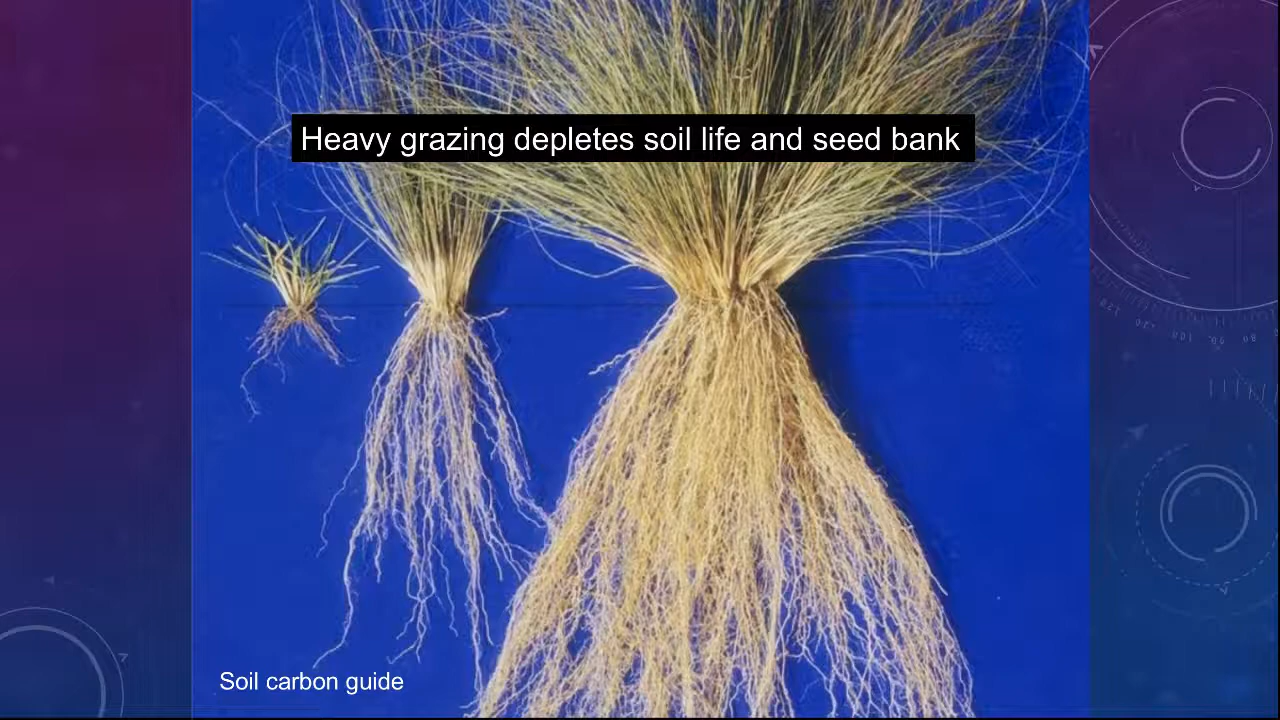 Heavy grazing depletes soil life and seed bank
Soil carbon guide